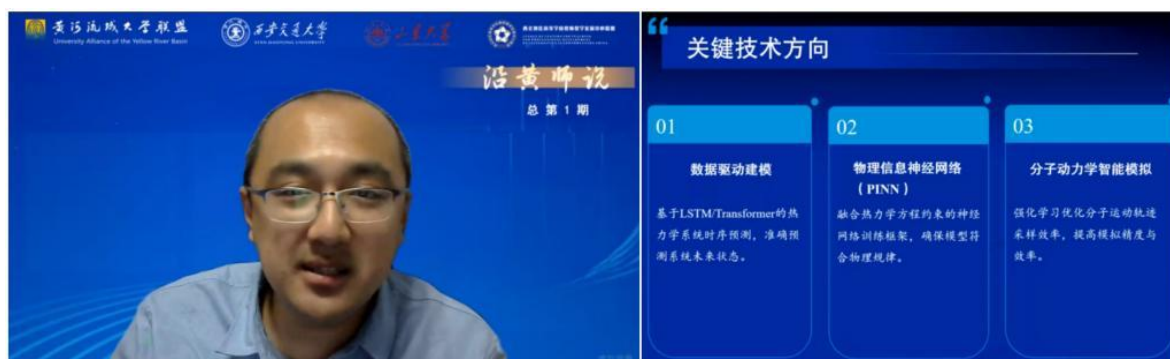 黄河流域大学联盟
University Alliance of the Yellow River Basin
西安交通大学
XI'AN JIAOTONG UNIVERSITY
山东大学
沿黄师说
总第1期
关键技术方向
01
数据驱动建模
基于LSTM/Transformer的热
力学系统时序预测，准确预
测系统未来状态。
02
物理信息神经网络
（PINN）
融合热力学方程约束的神经
网络训练框架，确保模型符
合物理规律。
03
分子动力学智能模拟
强化学习优化分子运动轨迹
采样效率，提高模拟精度与
效率。